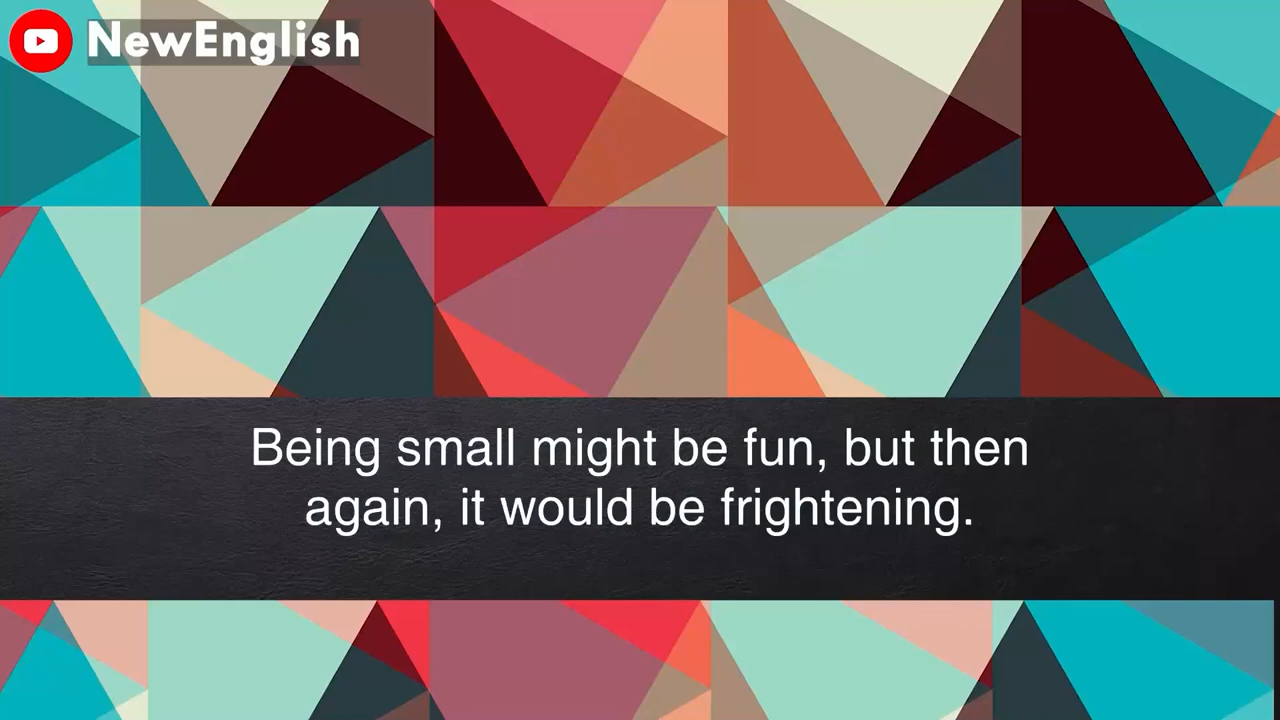 NewEnglish
Being small might be fun, but then
again, it would be frightening.